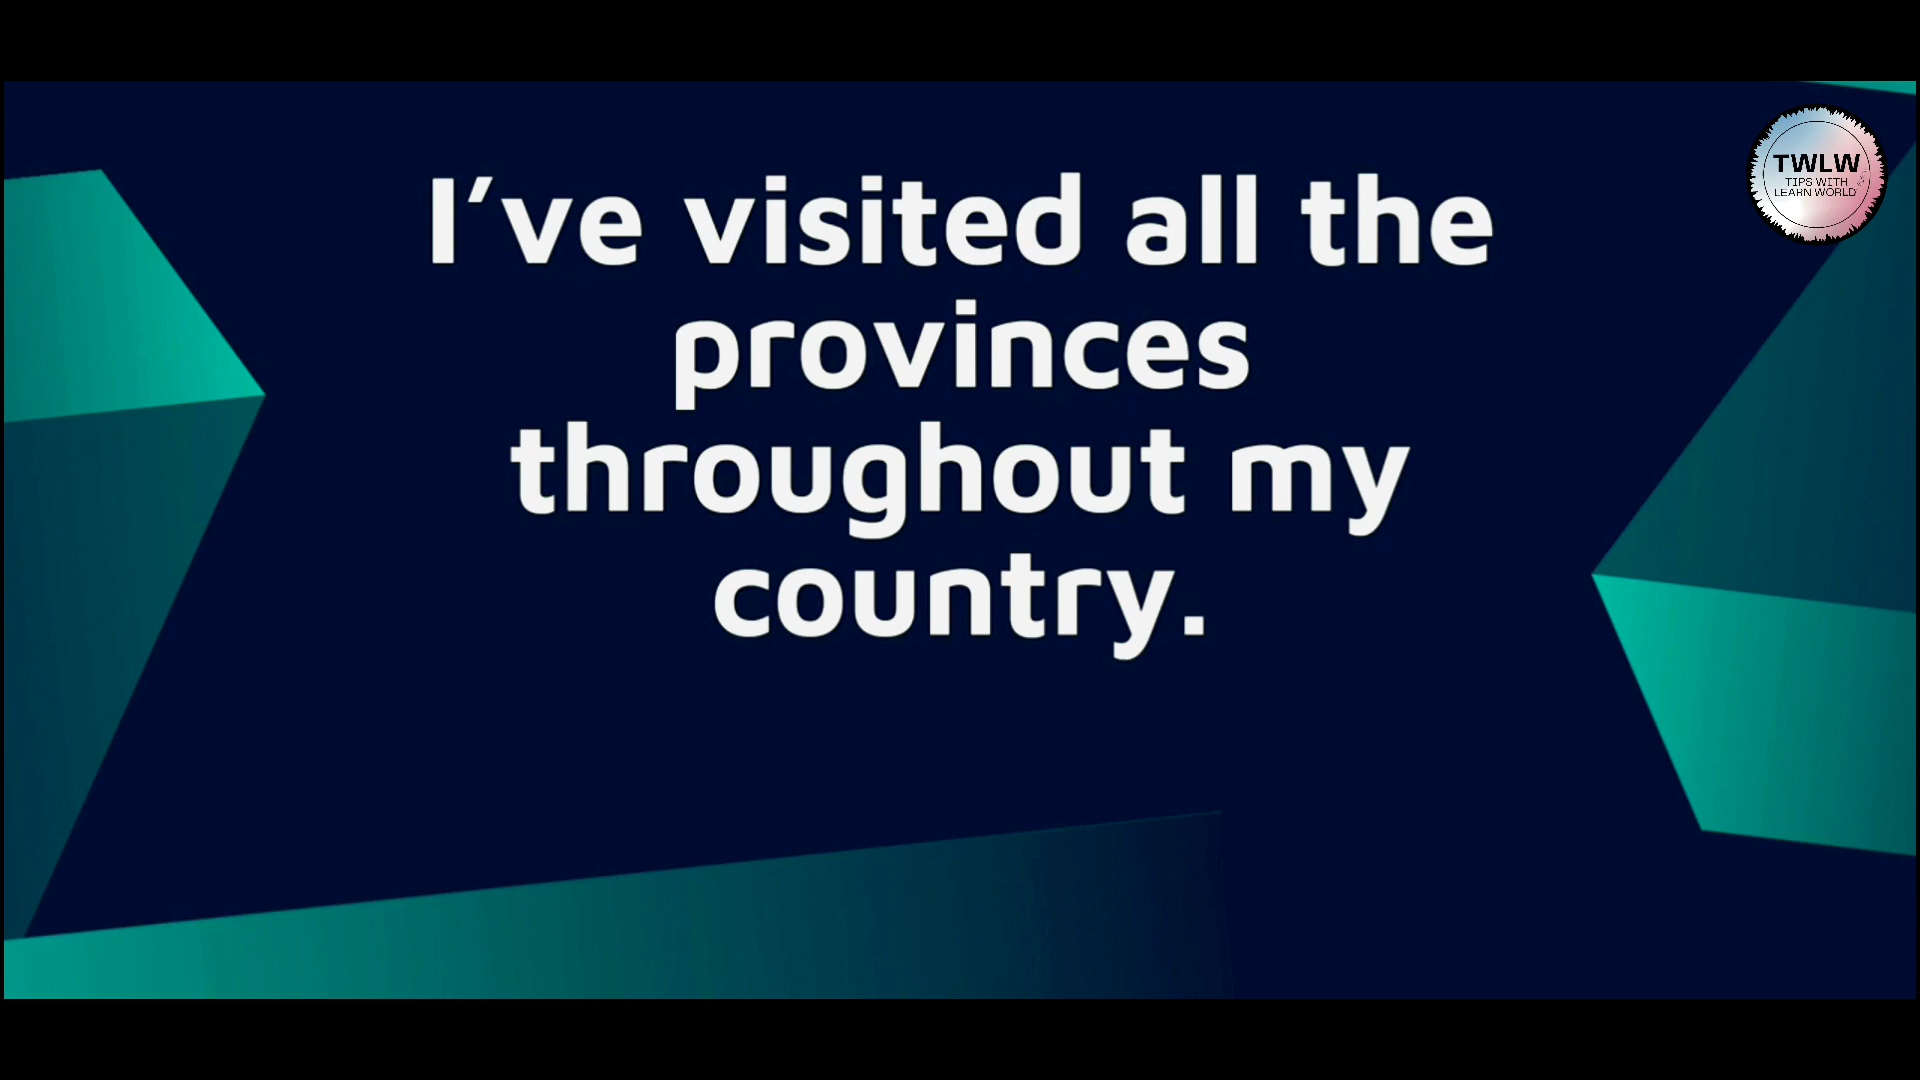 I've visited all the
provinces
throughout my
country.
TWLW
TIPS WITH
LEARN WORLD